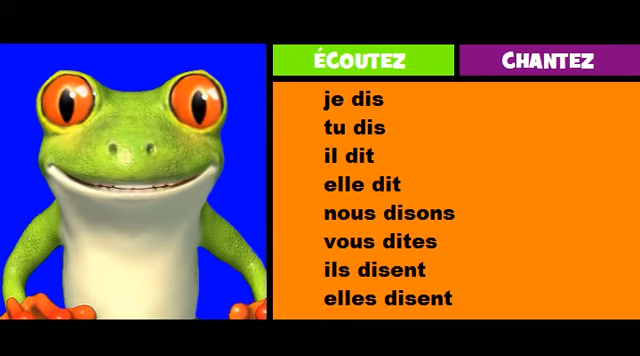 ÉCOUTEZ
CHANTEZ
je dis
tu dis
il dit
elle dit
nous disons
vous dites
ils disent
elles disent